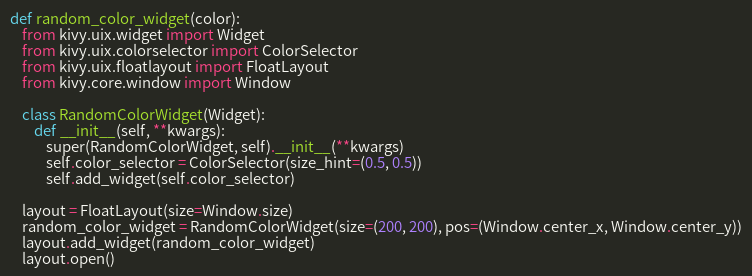 def random_color_widget(color):
    from kivy.uix.widget import Widget
    from kivy.uix.colorselector import ColorSelector
    from kivy.uix.floatlayout import FloatLayout
    from kivy.core.window import Window

    class RandomColorWidget(Widget):
        def __init__(self, **kwargs):
            super(RandomColorWidget, self).__init__(**kwargs)
            self.color_selector = ColorSelector(size_hint=(0.5, 0.5))
            self.add_widget(self.color_selector)

    layout = FloatLayout(size=Window.size)
    random_color_widget = RandomColorWidget(size=(200, 200), pos=(Window.center_x, Window.center_y))
    layout.add_widget(random_color_widget)
    layout.open()